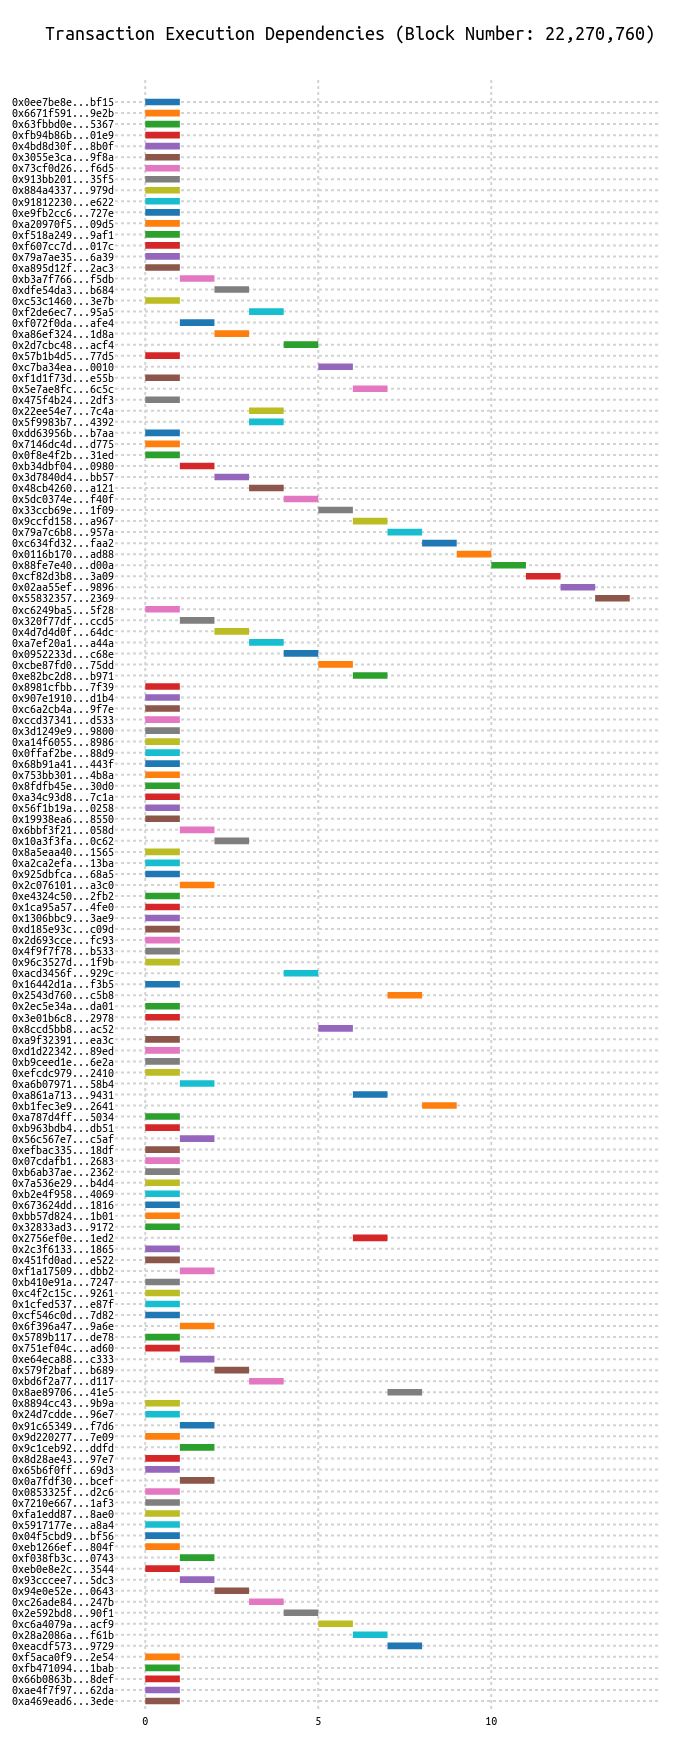 Transaction Execution Dependencies (Block Number: 22,270,760)
0x0ee7be8e...bf15
0x6671f591...9e2b
0x63fbbd0e...5367
0xfb94b86b...01e9
0x4bd8d30f...8b0f
0x3055e3ca...9f8a
0x73cf0d26...f6d5
0x913bb201...35f5
0x884a4337...979d
0x91812230...e622
0xe9fb2cc6...727e
0xa20970f5...09d5
0xf518a249...9af1
0xf607cc7d...017c
0x79a7ae35...6a39
0xa895d12f...2ac3
0xb3a7f766...f5db
0xdfe54da3...b684
0xc53c1460...3e7b
0xf2de6ec7...95a5
0xf072f0da...afe4
0xa86ef324...1d8a
0x2d7cbc48...acf4
0x57b1b4d5...77d5
0xc7ba34ea...0010
0xf1d1f73d...e55b
0x5e7ae8fc...6c5c
0x475f4b24...2df3
0x22ee54e7...7c4a
0x5f9983b7...4392
0xdd63956b...b7aa
0x7146dc4d...d775
0x0f8e4f2b...31ed
0xb34dbf04...0980
0x3d7840d4...bb57
0x48cb4260...a121
0x5dc0374e...f40f
0x33ccb69e...1f09
0x9ccfd158...a967
0x79a7c6b8...957a
0xc634fd32...faa2
0x0116b170...ad88
0x88fe7e40...d00a
0xcf82d3b8...3a09
0x02aa55ef...9896
0x55832357...2369
0xc6249ba5...5f28
0x320f77df...ccd5
0x4d7d4d0f...64dc
0xa7ef20a1...a44a
0x0952233d...c68e
0xcbe87fd0...75dd
0xe82bc2d8...b971
0x8981cfbb...7f39
0x907e1910...d1b4
0xc6a2cb4a...9f7e
0xccd37341...d533
0x3d1249e9...9800
0xa14f6055...8986
0x0ffaf2be...88d9
0x68b91a41...443f
0x753bb301...4b8a
0x8fdfb45e...30d0
0xa34c93d8...7c1a
0x56f1b19a...0258
0x19938ea6...8550
0x6bbf3f21...058d
0x10a3f3fa...0c62
0x8a5eaa40...1565
0xa2ca2efa...13ba
0x925dbfca...68a5
0x2c076101...a3c0
0xe4324c50...2fb2
0x1ca95a57...4fe0
0x1306bbc9...3ae9
0xd185e93c...c09d
0x2d693cce...fc93
0x4f9f7f78...b533
0x96c3527d...1f9b
0xacd3456f...929c
0x16442d1a...f3b5
0x2543d760...c5b8
0x2ec5e34a...da01
0x3e01b6c8...2978
0x8ccd5bb8...ac52
0xa9f32391...ea3c
0xd1d22342...89ed
0xb9ceed1e...6e2a
0xefcdc979...2410
0xa6b07971...58b4
0xa861a713...9431
0xb1fec3e9...2641
0xa787d4ff...5034
0xb963bdb4...db51
0x56c567e7...c5af
0xefbac335...18df
0x07cdafb1...2683
0xb6ab37ae...2362
0x7a536e29...b4d4
0xb2e4f958...4069
0x673624dd...1816
0xbb57d824...1b01
0x32833ad3...9172
0x2756ef0e...1ed2
0x2c3f6133...1865
0x451fd0ad...e522
0xf1a17509...dbb2
0xb410e91a...7247
0xc4f2c15c...9261
0x1cfed537...e87f
0xcf546c0d...7d82
0x6f396a47...9a6e
0x5789b117...de78
0x751ef04c...ad60
0xe64eca88...c333
0x579f2baf...b689
0xbd6f2a77...d117
0x8ae89706...41e5
0x8894cc43...9b9a
0x24d7cdde...96e7
0x91c65349...f7d6
0x9d220277...7e09
0x9c1ceb92...ddfd
0x8d28ae43...97e7
0x65b6f0ff...69d3
0x0a7fdf30...bcef
0x0853325f...d2c6
0x7210e667...1af3
0xfa1edd87...8ae0
0x5917177e...a8a4
0x04f5cbd9...bf56
0xeb1266ef...804f
0xf038fb3c...0743
0xeb0e8e2c...3544
0x93cccee7...5dc3
0x94e0e52e...0643
0xc26ade84...247b
0x2e592bd8...90f1
0xc6a4079a...acf9
0x28a2086a...f61b
0xeacdf573...9729
0xf5aca0f9...2e54
0xfb471094...1bab
0x66b0863b...8def
0xae4f7f97...62da
0xa469ead6...3ede
0 5 10